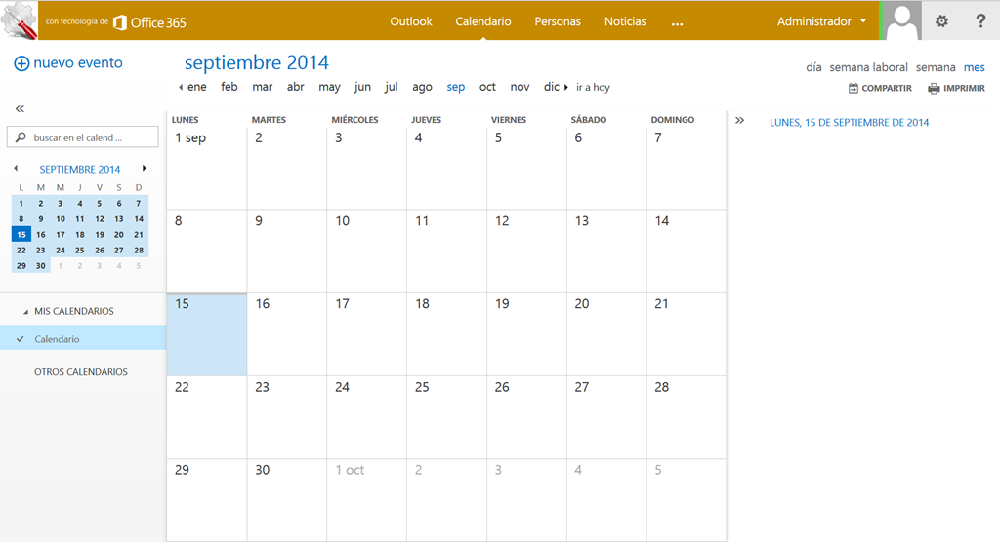 con tecnología de Office 365 Outlook Calendario Personas Noticias ... Administrador ?
nuevo evento
septiembre 2014
día semana laboral semana mes
ene feb mar abr may jun jul ago sep oct nov dic ir a hoy
COMPARTIR IMPRIMIR
buscar en el calend ...
SEPTIEMBRE 2014
L M M J V S D
1 2 3 4 5 6 7
8 9 10 11 12 13 14
15 16 17 18 19 20 21
22 23 24 25 26 27 28
29 30 1 2 3 4 5
MIS CALENDARIOS
Calendario
OTROS CALENDARIOS
LUNES MARTES MIÉRCOLES JUEVES VIERNES SÁBADO DOMINGO
1 sep 2 3 4 5 6 7
8 9 10 11 12 13 14
15 16 17 18 19 20 21
22 23 24 25 26 27 28
29 30 1 oct 2 3 4 5
LUNES, 15 DE SEPTIEMBRE DE 2014